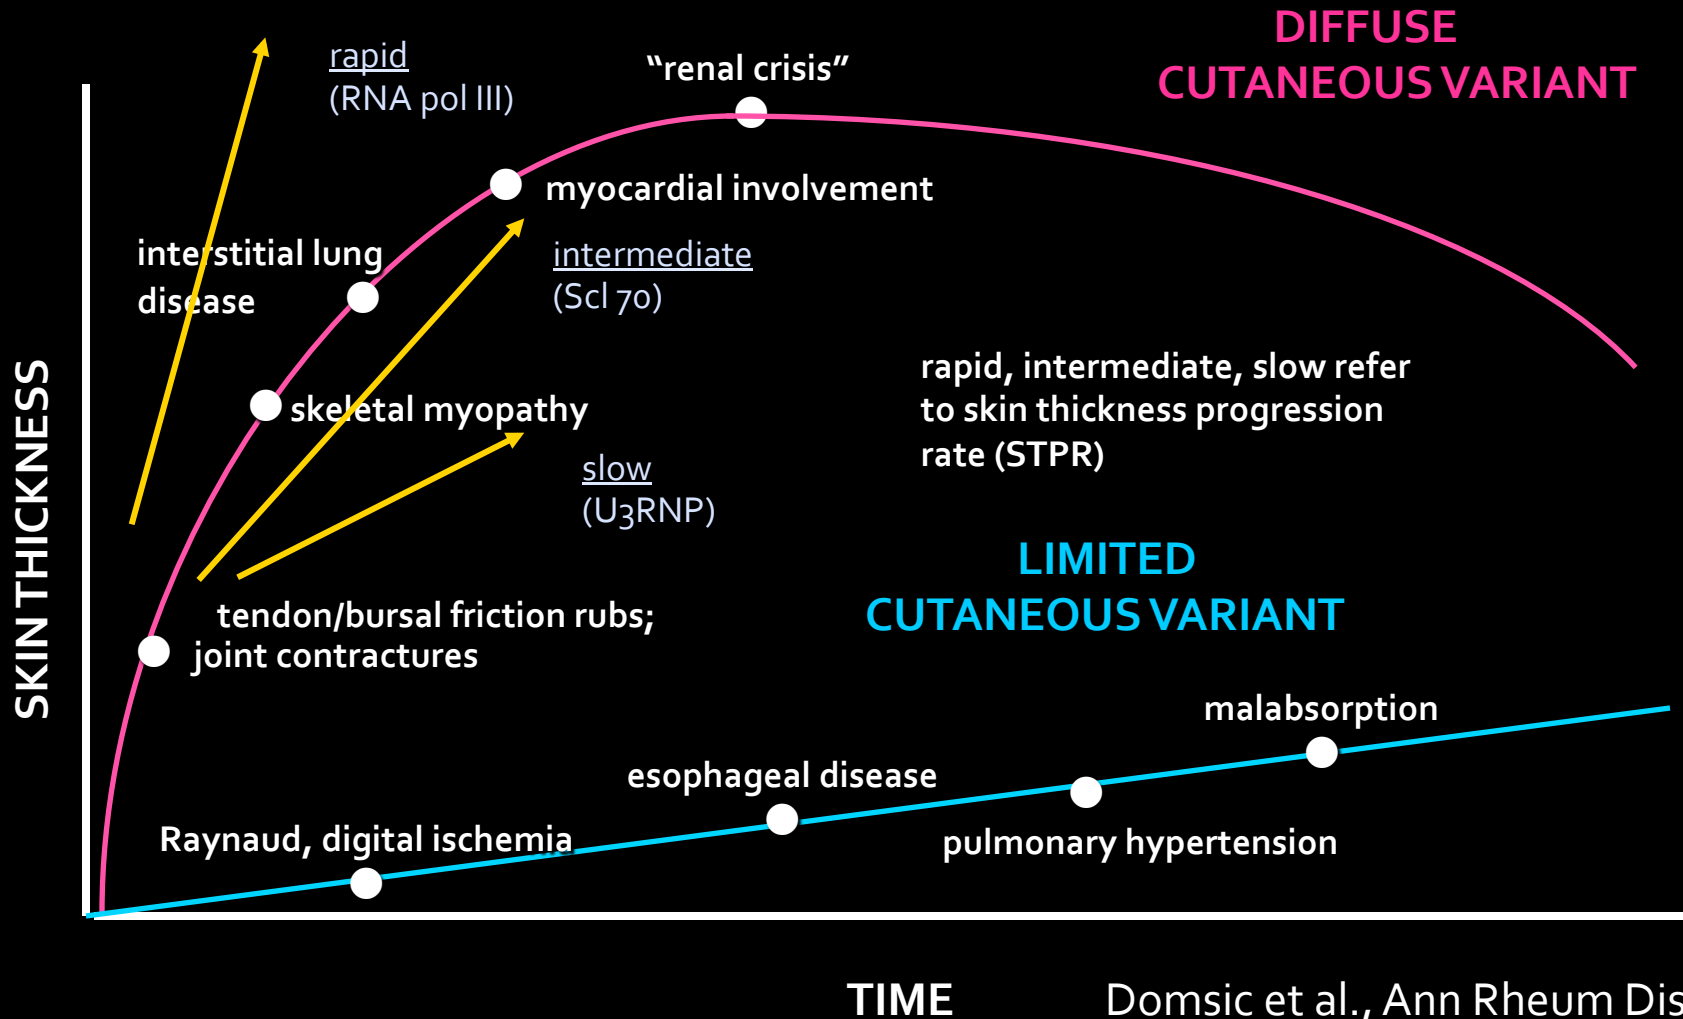 DIFFUSE
CUTANEOUS VARIANT
rapid
(RNA pol III)
“renal crisis”
myocardial involvement
interstitial lung
disease
intermediate
(Scl 70)
skeletal myopathy
rapid, intermediate, slow refer
to skin thickness progression
rate (STPR)
slow
(U3RNP)
SKIN THICKNESS
LIMITED
CUTANEOUS VARIANT
tendon/bursal friction rubs;
joint contractures
malabsorption
esophageal disease
Raynaud, digital ischemia
pulmonary hypertension
TIME
Domsic et al., Ann Rheum Dis